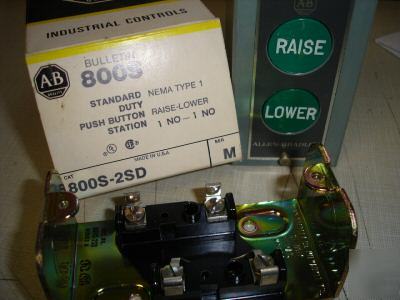 INDUSTRIAL CONTROLS
BULLETIN
800S
AB
STANDARD DUTY NEMA TYPE 1
PUSH BUTTON RAISE-LOWER
STATION 1 NO - 1 NO
MADE IN U.S.A.
CAT
800S-2SD
SER
M
RAISE
LOWER
ALLEN-BRADLEY